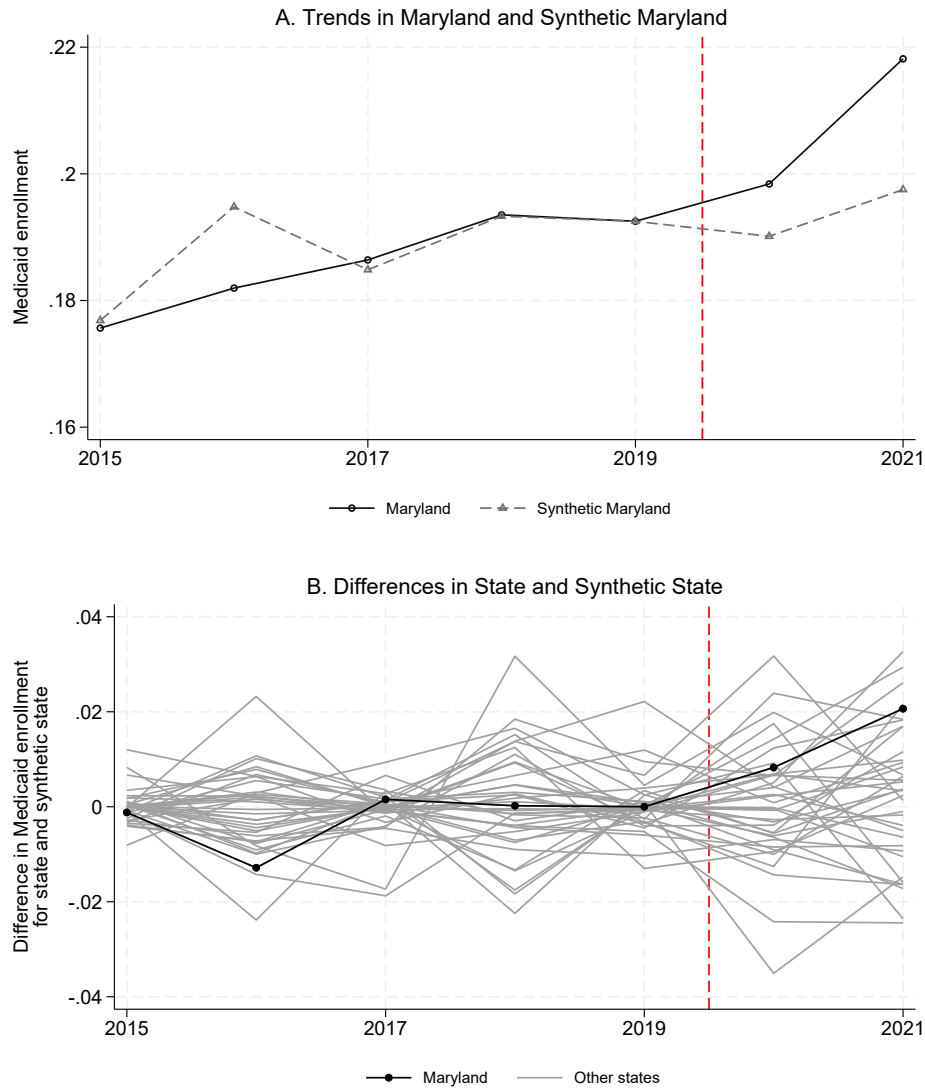 A. Trends in Maryland and Synthetic Maryland
Medicaid enrollment
.22
.2
.18
.16
2015 2017 2019 2021
Maryland Synthetic Maryland
B. Differences in State and Synthetic State
Difference in Medicaid enrollment
for state and synthetic state
.04
.02
0
-.02
-.04
2015 2017 2019 2021
Maryland Other states